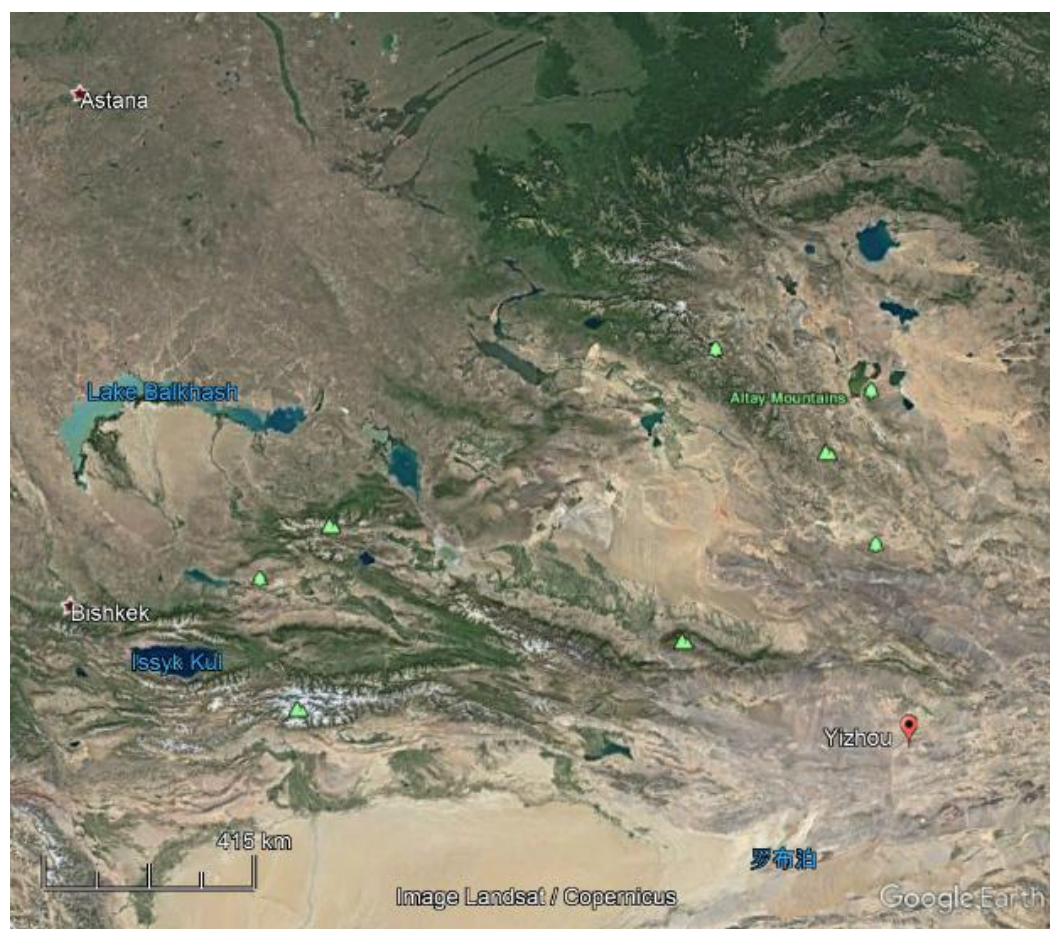 Astana
Lake Balkhash
Altay Mountains
Bishkek
Issyk Kul
Yizhou
415 km
罗布泊
Image Landsat / Copernicus
Google Earth